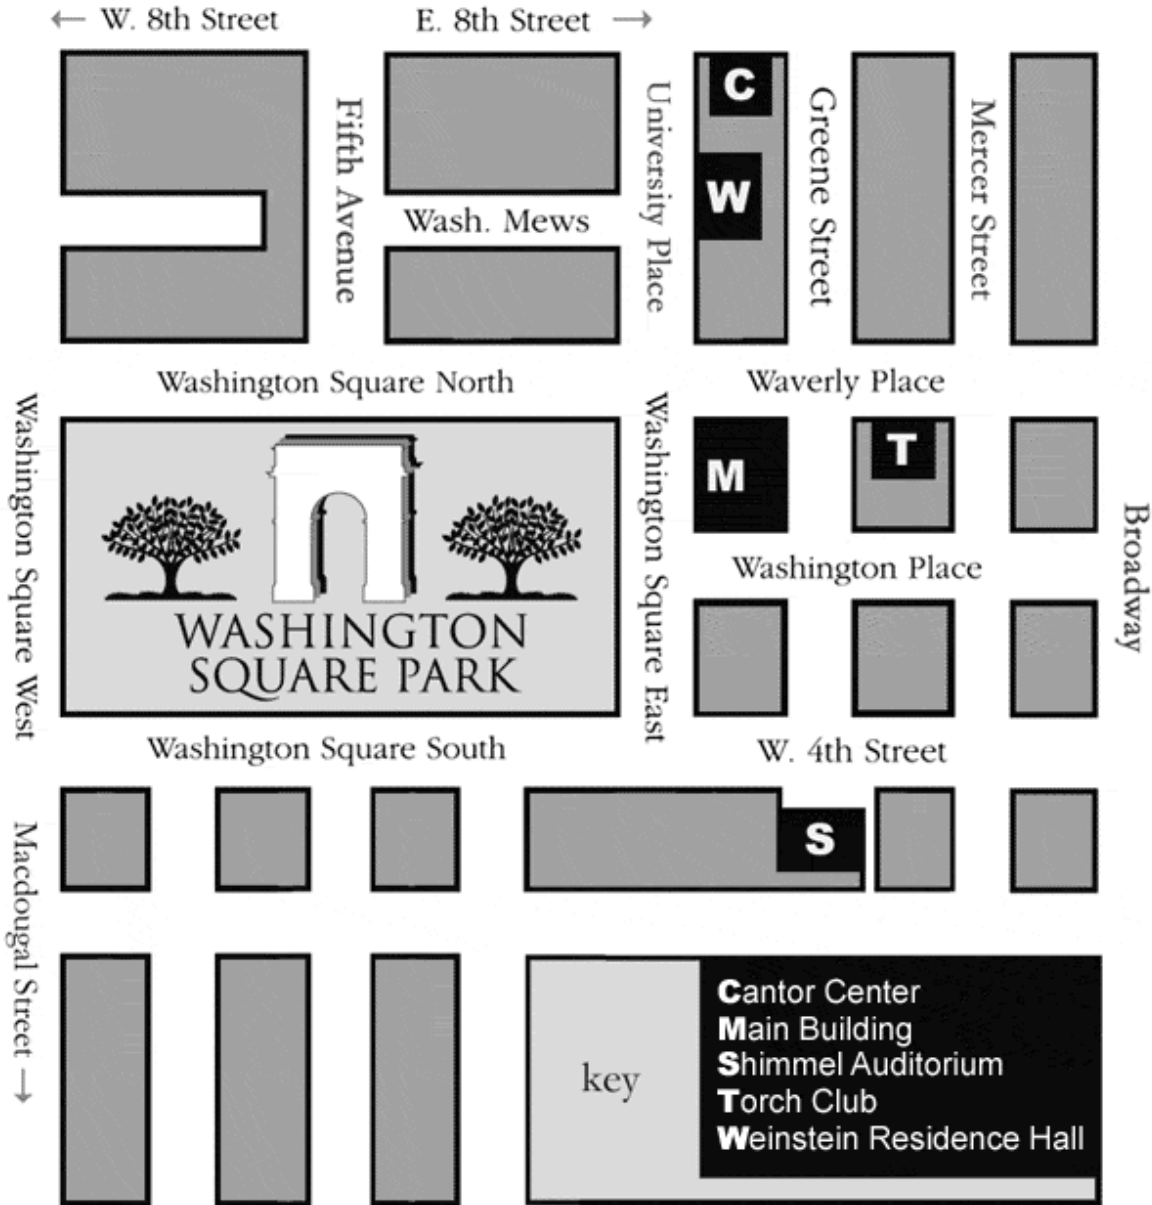 ← W. 8th Street
E. 8th Street →
Fifth Avenue
University Place
C
W
Greene Street
Mercer Street
Wash. Mews
Washington Square North
Waverly Place
Washington Square West
WASHINGTON
SQUARE PARK
Washington Square East
M
T
Broadway
Washington Place
Washington Square South
W. 4th Street
S
Macdougal Street →
key
Cantor Center
Main Building
Shimmel Auditorium
Torch Club
Weinstein Residence Hall